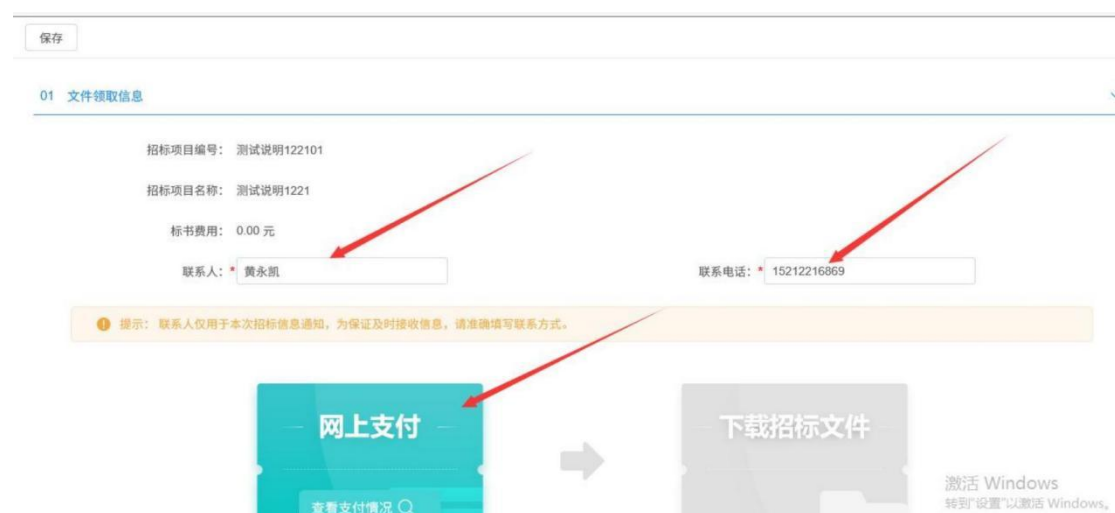 保存
01 文件领取信息
招标项目编号： 测试说明122101
招标项目名称： 测试说明1221
标书费用： 0.00 元
联系人：* 黄永凯 联系电话：* 15212216869
提示： 联系人仅用于本次招标信息通知，为保证及时接收信息，请准确填写联系方式。
网上支付 下载招标文件
查看支付情况
激活 Windows
转到"设置"以激活 Windows。